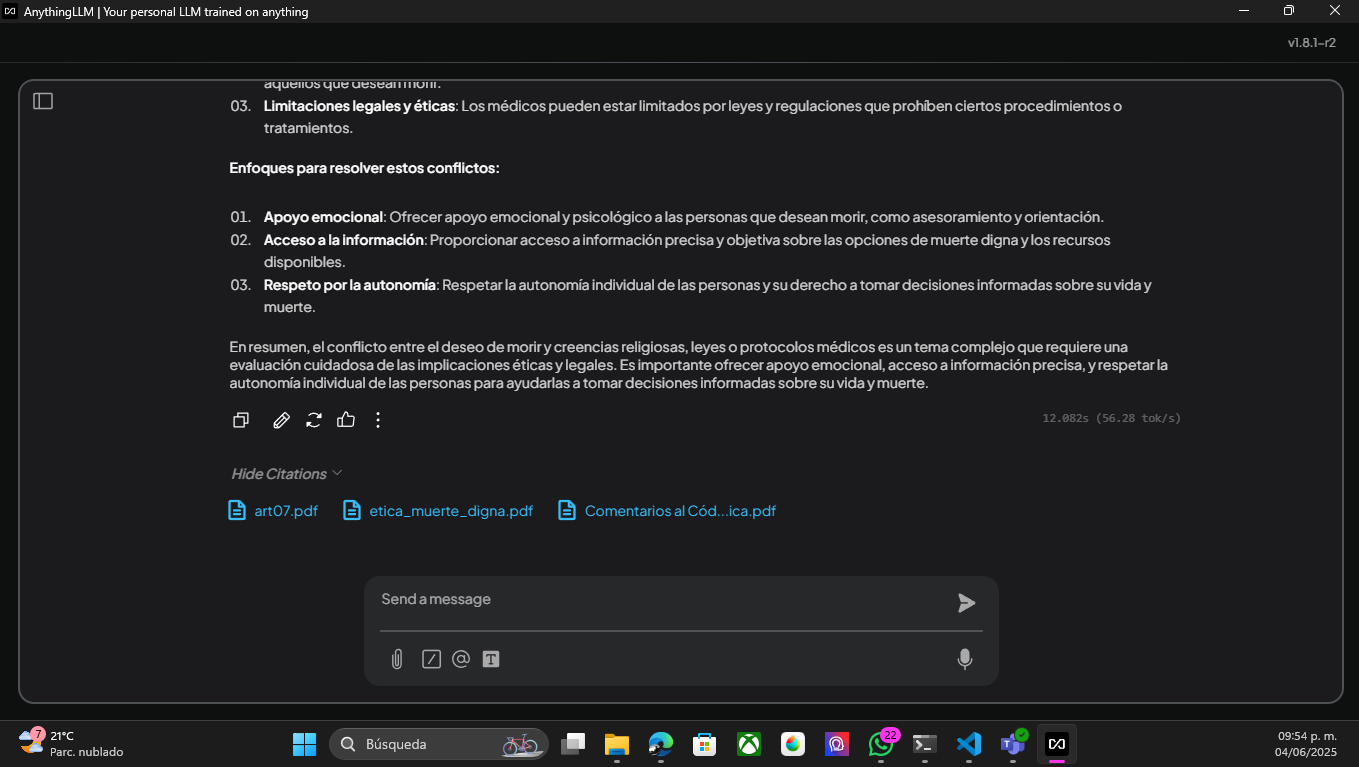 AnythingLLM | Your personal LLM trained on anything
v1.8.1-r2
aquellos que desean morir.
03. Limitaciones legales y éticas: Los médicos pueden estar limitados por leyes y regulaciones que prohíben ciertos procedimientos o
tratamientos.
Enfoques para resolver estos conflictos:
01. Apoyo emocional: Ofrecer apoyo emocional y psicológico a las personas que desean morir, como asesoramiento y orientación.
02. Acceso a la información: Proporcionar acceso a información precisa y objetiva sobre las opciones de muerte digna y los recursos
disponibles.
03. Respeto por la autonomía: Respetar la autonomía individual de las personas y su derecho a tomar decisiones informadas sobre su vida y
muerte.
En resumen, el conflicto entre el deseo de morir y creencias religiosas, leyes o protocolos médicos es un tema complejo que requiere una
evaluación cuidadosa de las implicaciones éticas y legales. Es importante ofrecer apoyo emocional, acceso a información precisa, y respetar la
autonomía individual de las personas para ayudarlas a tomar decisiones informadas sobre su vida y muerte.
12.082s (56.28 tok/s)
Hide Citations
art07.pdf etica_muerte_digna.pdf Comentarios al Cód...ica.pdf
Send a message
7
21°C
Parc. nublado
Búsqueda
22
09:54 p. m.
04/06/2025